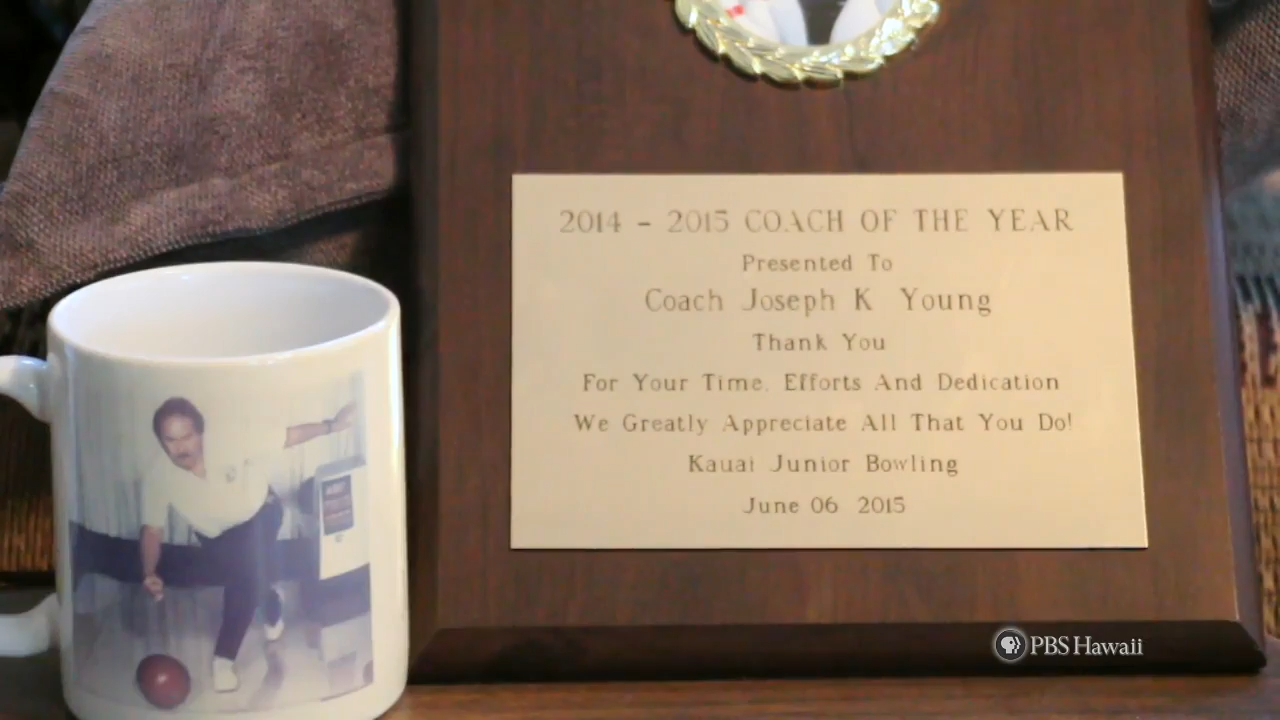 2014 - 2015 COACH OF THE YEAR
Presented To
Coach Joseph K Young
Thank You
For Your Time, Efforts And Dedication
We Greatly Appreciate All That You Do!
Kauai Junior Bowling
June 06 2015
PBS Hawaii